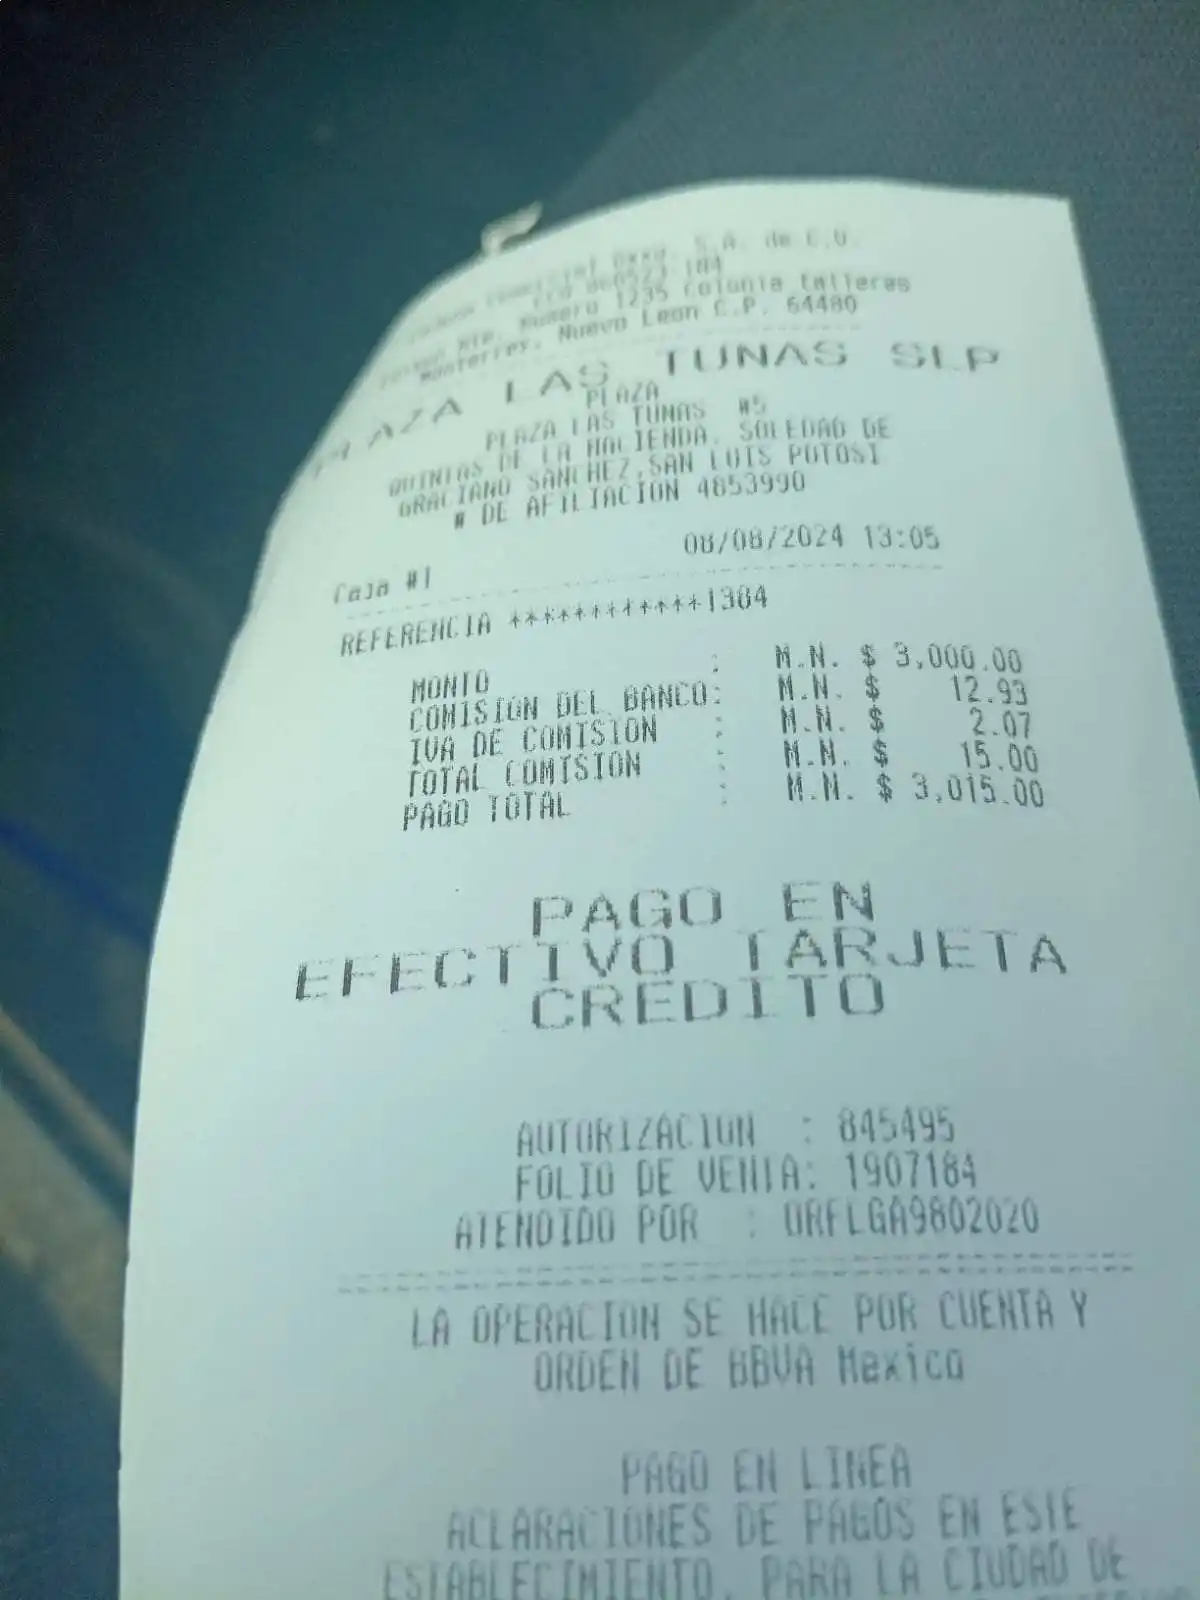 Comercial Oxxo, S.A. de C.V.
Numero 1235 Colonia talleres
Monterrey, Nuevo Leon C.P. 64480
PLAZA LAS TUNAS SLP
PLAZA
PLAZA LAS TUNAS #5
QUINTAS DE LA HACIENDA, SOLEDAD DE
GRACIANO SANCHEZ,SAN LUIS POTOSI
# DE AFILIACION 4853990
08/08/2024 13:05
Caja #1
REFERENCIA ************1384
MONTO : M.N. $ 3,000.00
COMISION DEL BANCO: M.N. $ 12.93
IVA DE COMISION : M.N. $ 2.07
TOTAL COMISION : M.N. $ 15.00
PAGO TOTAL : M.N. $ 3,015.00
PAGO EN
EFECTIVO TARJETA
CREDITO
AUTORIZACION : 845495
FOLIO DE VENTA: 1907184
ATENDIDO POR : ORFLGA9802020
LA OPERACION SE HACE POR CUENTA Y
ORDEN DE BBVA Mexico
PAGO EN LINEA
ACLARACIONES DE PAGOS EN ESTE
ESTABLECIMIENTO, PARA LA CIUDAD DE